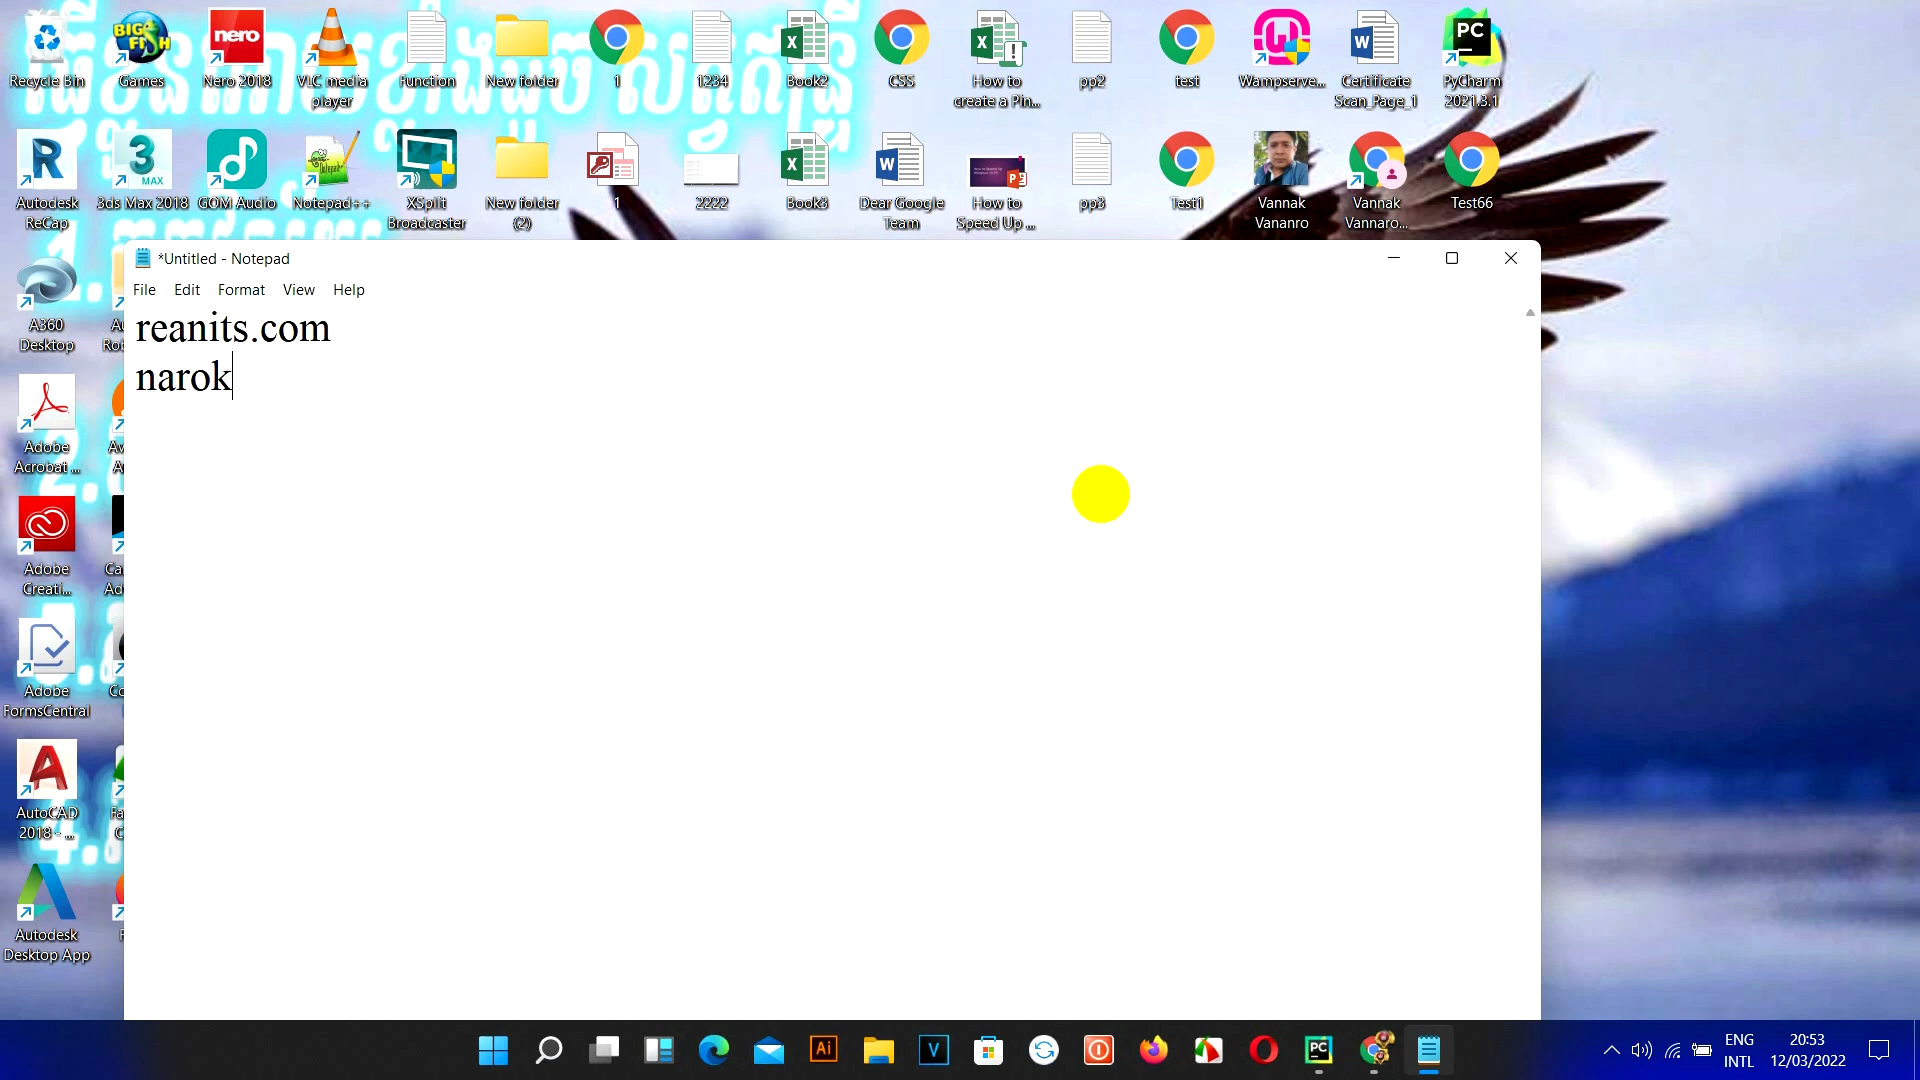 Recycle Bin
Games
Nero 2018
VLC media player
Function
New folder
1
1234
Book2
CSS
How to create a Pin...
pp2
test
Wampserve...
Certificate Scan_Page_1
PyCharm 2021.3.1
Autodesk ReCap
3ds Max 2018
GOM Audio
Notepad++
XSplit Broadcaster
New folder (2)
1
2222
Book3
Dear Google Team
How to Speed Up ...
pp3
Test1
Vannak Vananro
Vannak Vannaro...
Test66
*Untitled - Notepad
File Edit Format View Help
reanits.com
narok
A360 Desktop
Adobe Acrobat ...
Adobe Creati...
Adobe FormsCentral
AutoCAD 2018 - ...
Autodesk Desktop App
1.
2.
4.
ENG
INTL
20:53
12/03/2022